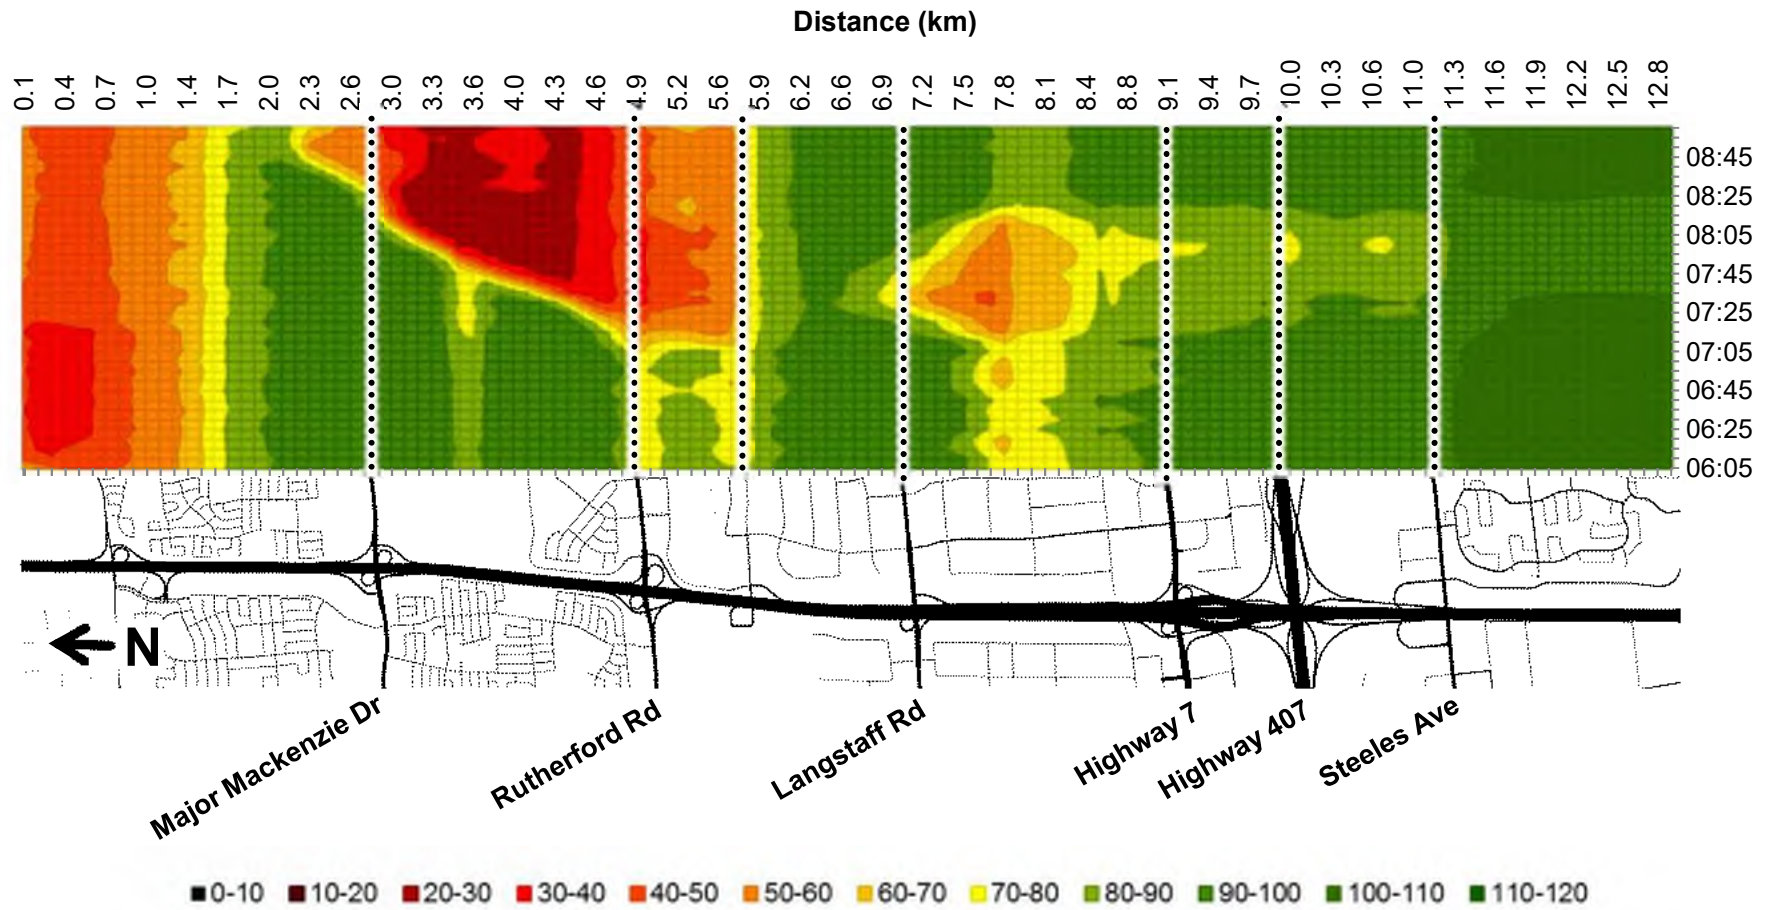 Distance (km)
0.1 0.4 0.7 1.0 1.4 1.7 2.0 2.3 2.6 3.0 3.3 3.6 4.0 4.3 4.6 4.9 5.2 5.6 5.9 6.2 6.6 6.9 7.2 7.5 7.8 8.1 8.4 8.8 9.1 9.4 9.7 10.0 10.3 10.6 11.0 11.3 11.6 11.9 12.2 12.5 12.8
08:45
08:25
08:05
07:45
07:25
07:05
06:45
06:25
06:05
N
Major Mackenzie Dr
Rutherford Rd
Langstaff Rd
Highway 7
Highway 407
Steeles Ave
0-10 10-20 20-30 30-40 40-50 50-60 60-70 70-80 80-90 90-100 100-110 110-120